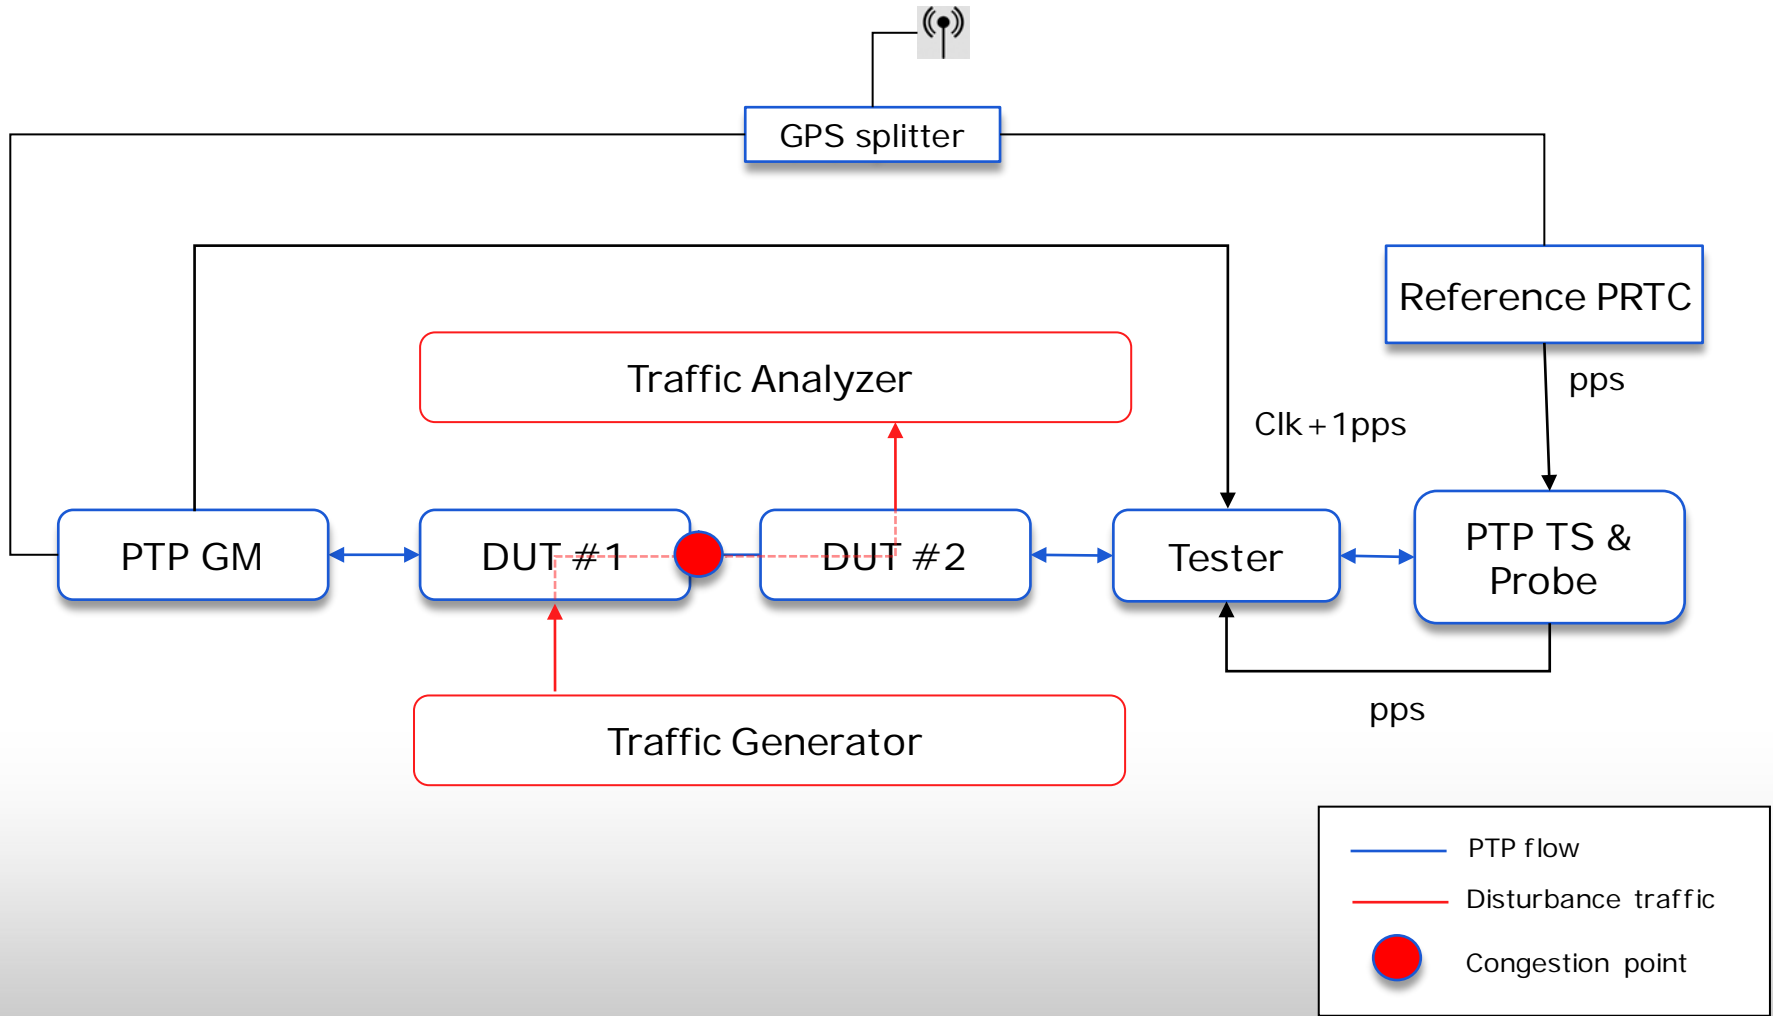 GPS splitter
Reference PRTC
pps
Traffic Analyzer
Clk+1pps
PTP GM
DUT #1
DUT #2
Tester
PTP TS &
Probe
pps
Traffic Generator
PTP flow
Disturbance traffic
Congestion point